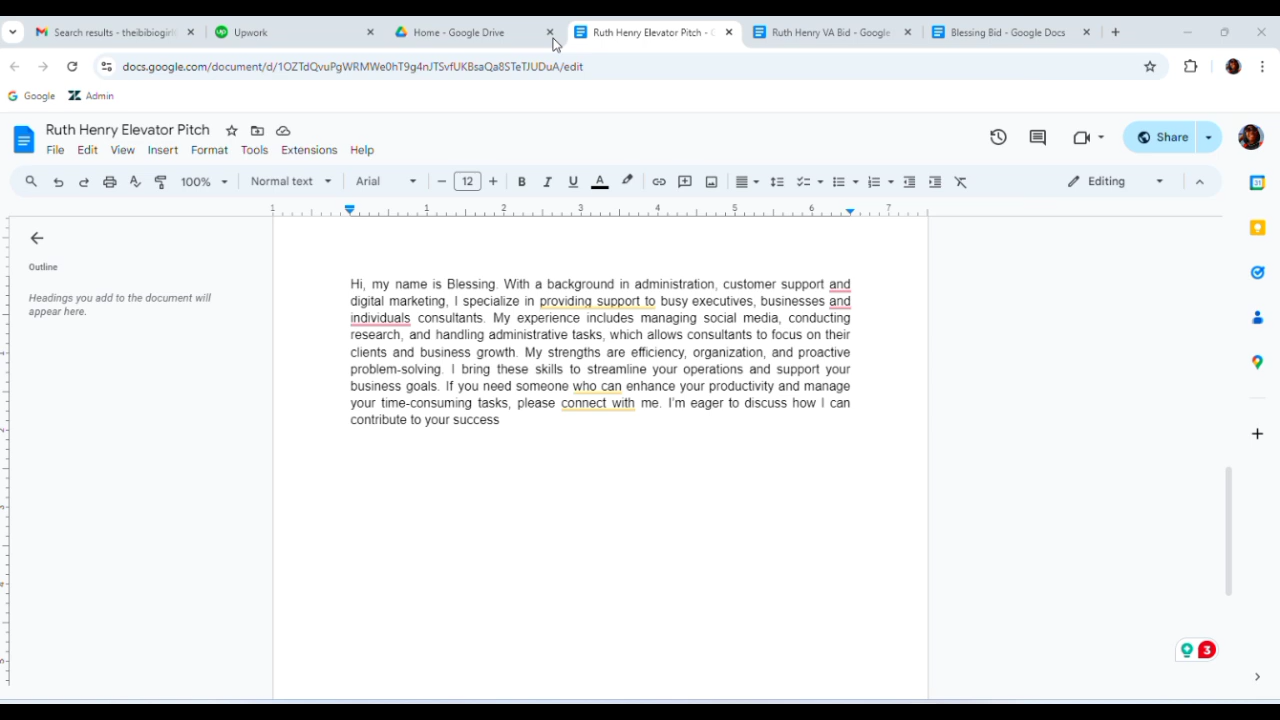 Search results - theibibiogirl
Upwork
Home - Google Drive
Ruth Henry Elevator Pitch - G
Ruth Henry VA Bid - Google
Blessing Bid - Google Docs
docs.google.com/document/d/1OZTdQvuPgWRMWe0hT9g4nJTSvfUKBsaQa8STeTJUDuA/edit
Google
Admin
Ruth Henry Elevator Pitch
File Edit View Insert Format Tools Extensions Help
Share
100% Normal text Arial 12 B I U A Editing
1 1 2 3 4 5 6 7
Outline
Headings you add to the document will
appear here.
Hi, my name is Blessing. With a background in administration, customer support and
digital marketing, I specialize in providing support to busy executives, businesses and
individuals consultants. My experience includes managing social media, conducting
research, and handling administrative tasks, which allows consultants to focus on their
clients and business growth. My strengths are efficiency, organization, and proactive
problem-solving. I bring these skills to streamline your operations and support your
business goals. If you need someone who can enhance your productivity and manage
your time-consuming tasks, please connect with me. I'm eager to discuss how I can
contribute to your success
3